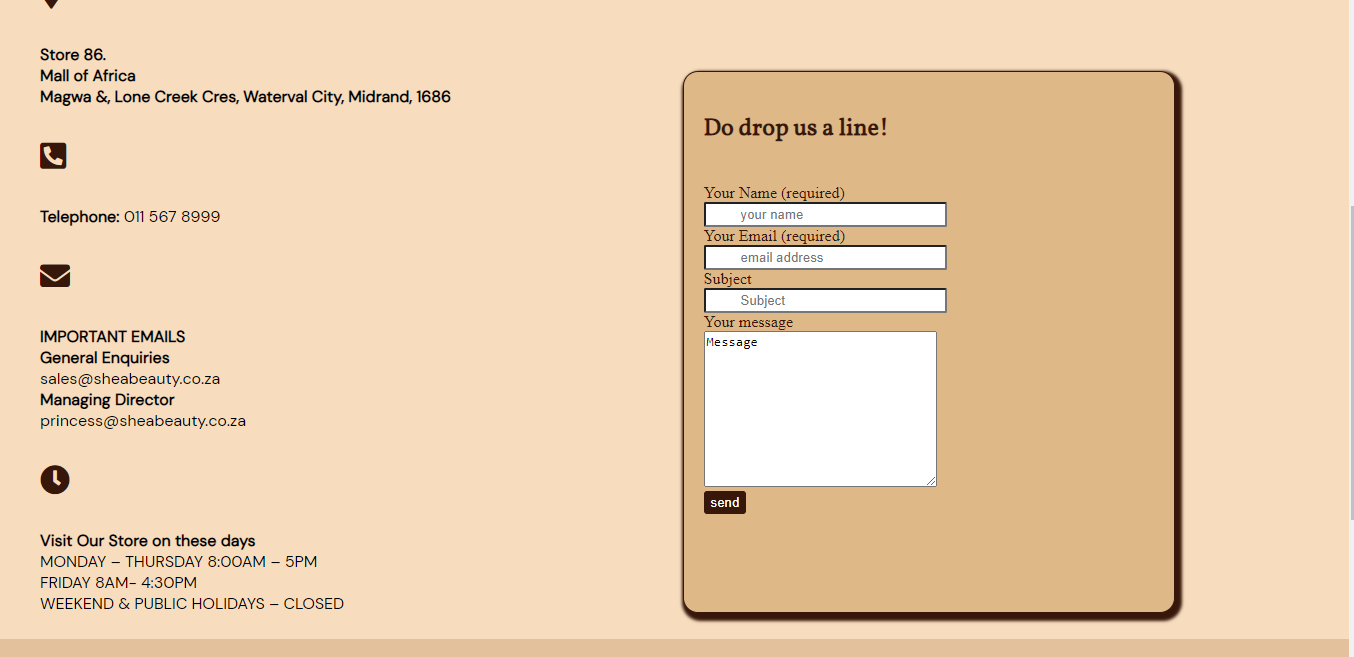 Store 86.
Mall of Africa
Magwa &, Lone Creek Cres, Waterval City, Midrand, 1686
Telephone: 011 567 8999
IMPORTANT EMAILS
General Enquiries
sales@sheabeauty.co.za
Managing Director
princess@sheabeauty.co.za
Visit Our Store on these days
MONDAY – THURSDAY 8:00AM – 5PM
FRIDAY 8AM- 4:30PM
WEEKEND & PUBLIC HOLIDAYS – CLOSED
Do drop us a line!
Your Name (required)
your name
Your Email (required)
email address
Subject
Subject
Your message
Message
send